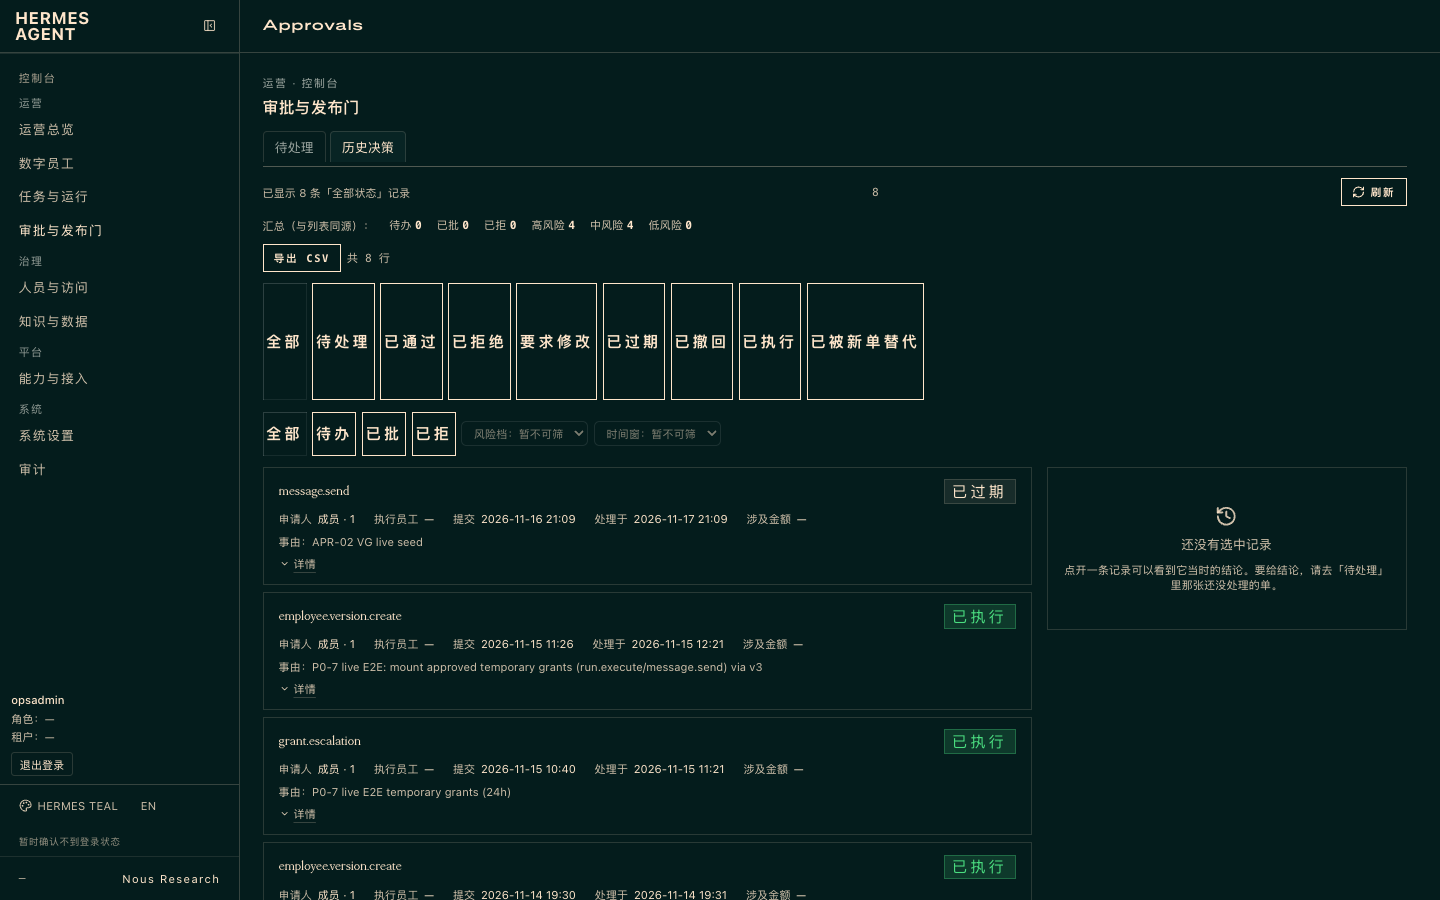 HERMES
AGENT
控制台
运营
运营总览
数字员工
任务与运行
审批与发布门
治理
人员与访问
知识与数据
平台
能力与接入
系统
系统设置
审计
opsadmin
角色： —
租户： —
退出登录
HERMES TEAL EN
暂时确认不到登录状态
— Nous Research
Approvals
运营 · 控制台
审批与发布门
待处理 历史决策
已显示 8 条「全部状态」记录 8 刷新
汇总（与列表同源）： 待办 0 已批 0 已拒 0 高风险 4 中风险 4 低风险 0
导出 CSV 共 8 行
全部 待处理 已通过 已拒绝 要求修改 已过期 已撤回 已执行 已被新单替代
全部 待办 已批 已拒 风险档：暂不可筛 时间窗：暂不可筛
message.send 已过期
申请人 成员 · 1 执行员工 — 提交 2026-11-16 21:09 处理于 2026-11-17 21:09 涉及金额 —
事由： APR-02 VG live seed
详情
employee.version.create 已执行
申请人 成员 · 1 执行员工 — 提交 2026-11-15 11:26 处理于 2026-11-15 12:21 涉及金额 —
事由： P0-7 live E2E: mount approved temporary grants (run.execute/message.send) via v3
详情
grant.escalation 已执行
申请人 成员 · 1 执行员工 — 提交 2026-11-15 10:40 处理于 2026-11-15 11:21 涉及金额 —
事由： P0-7 live E2E temporary grants (24h)
详情
employee.version.create 已执行
申请人 成员 · 1 执行员工 — 提交 2026-11-14 19:30 处理于 2026-11-14 19:31 涉及金额 —
还没有选中记录
点开一条记录可以看到它当时的结论。要给结论，请去「待处理」
里那张还没处理的单。